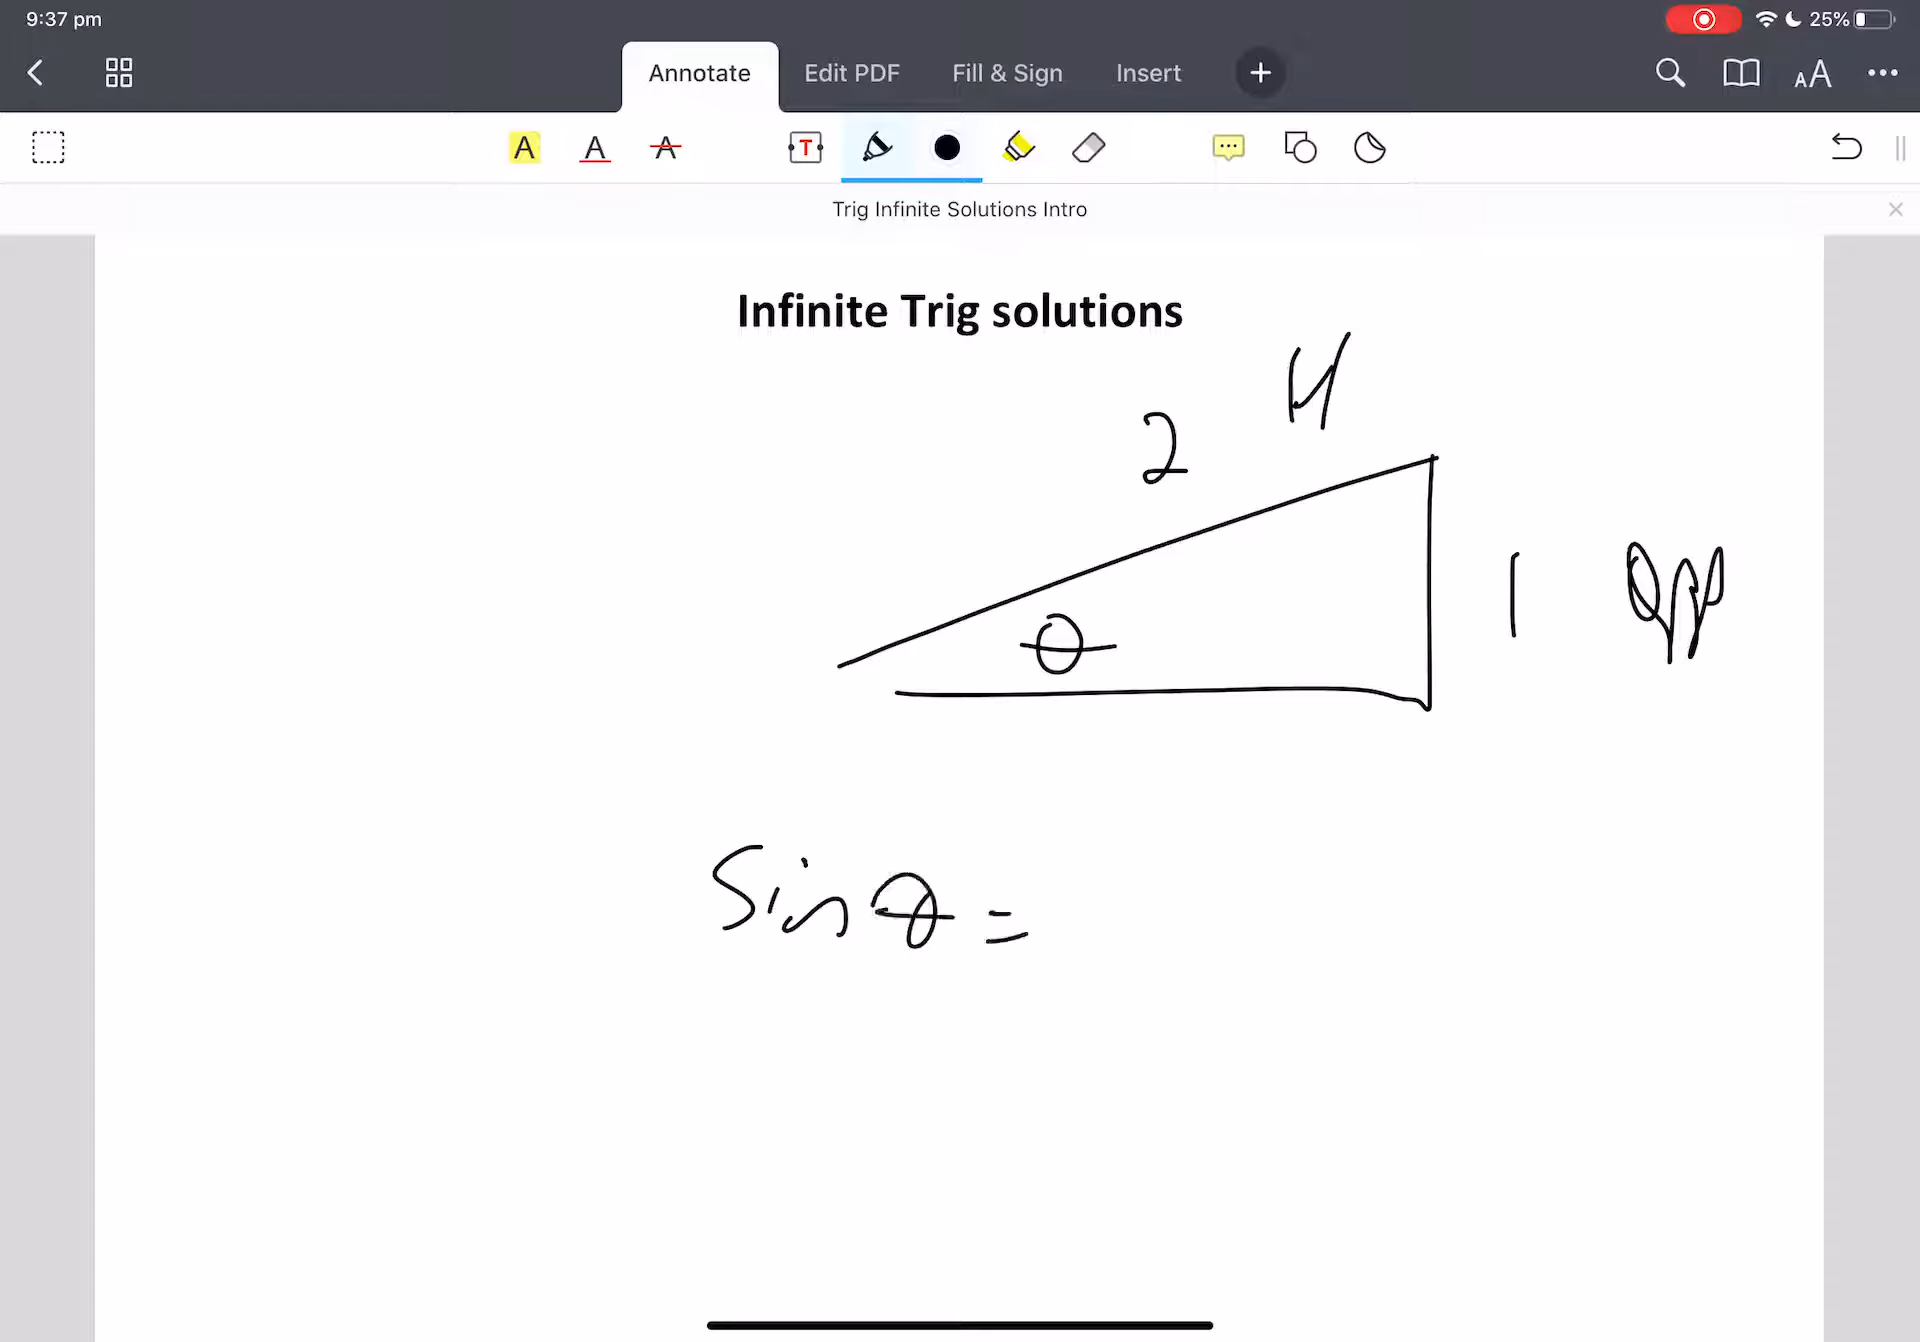 9:37 pm
25%
Annotate Edit PDF Fill & Sign Insert
AA
A A A T
Trig Infinite Solutions Intro
Infinite Trig solutions
H
2
1 Opp
θ
Sin θ =